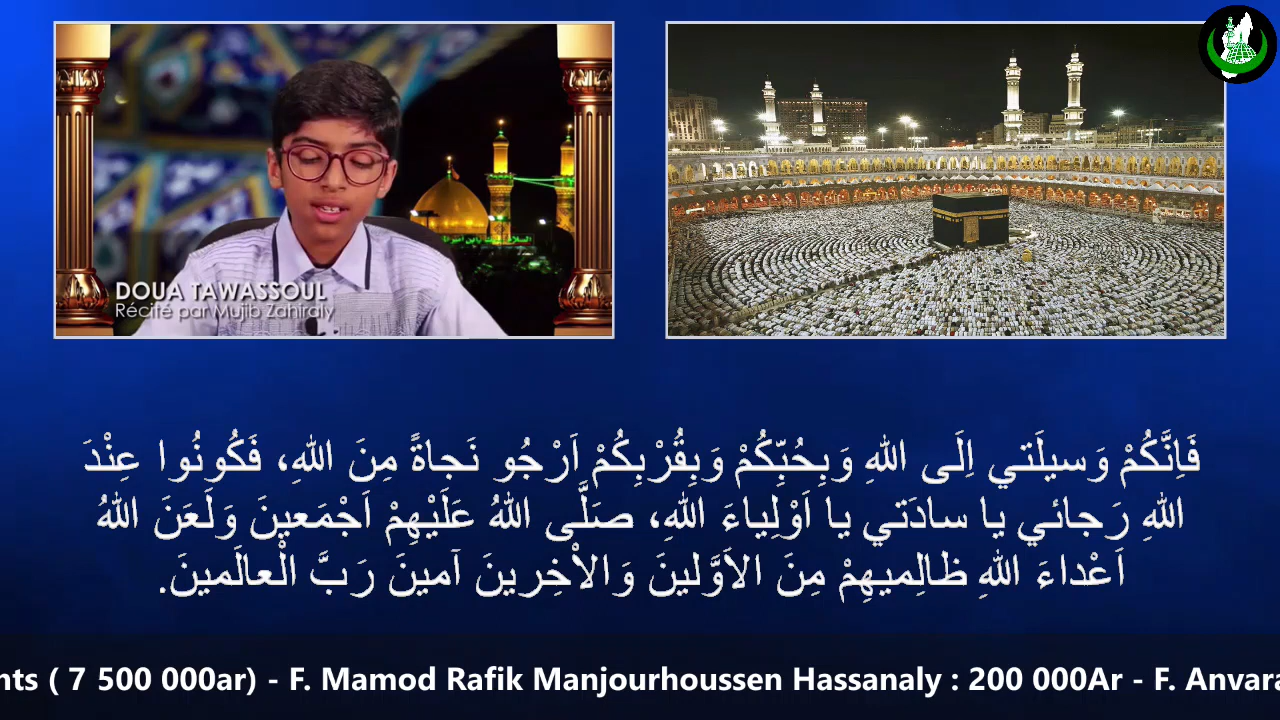 DOUA TAWASSOUL
Récité par Mujib Zahiraly
فَاِنَّكُمْ وَسيلَتي اِلَى اللهِ وَبِحُبِّكُمْ وَبِقُرْبِكُمْ اَرْجُو نَجاةً مِنَ اللهِ، فَكُونُوا عِنْدَ
اللهِ رَجائي يا سادَتي يا اَوْلِياءَ اللهِ، صَلَّى اللهُ عَلَيْهِمْ اَجْمَعينَ وَلَعَنَ اللهُ
اَعْداءَ اللهِ ظالِميهِمْ مِنَ الاَوَّلينَ وَالاْخِرينَ آمينَ رَبَّ الْعالَمينَ.
nts ( 7 500 000ar) - F. Mamod Rafik Manjourhoussen Hassanaly : 200 000Ar - F. Anvara